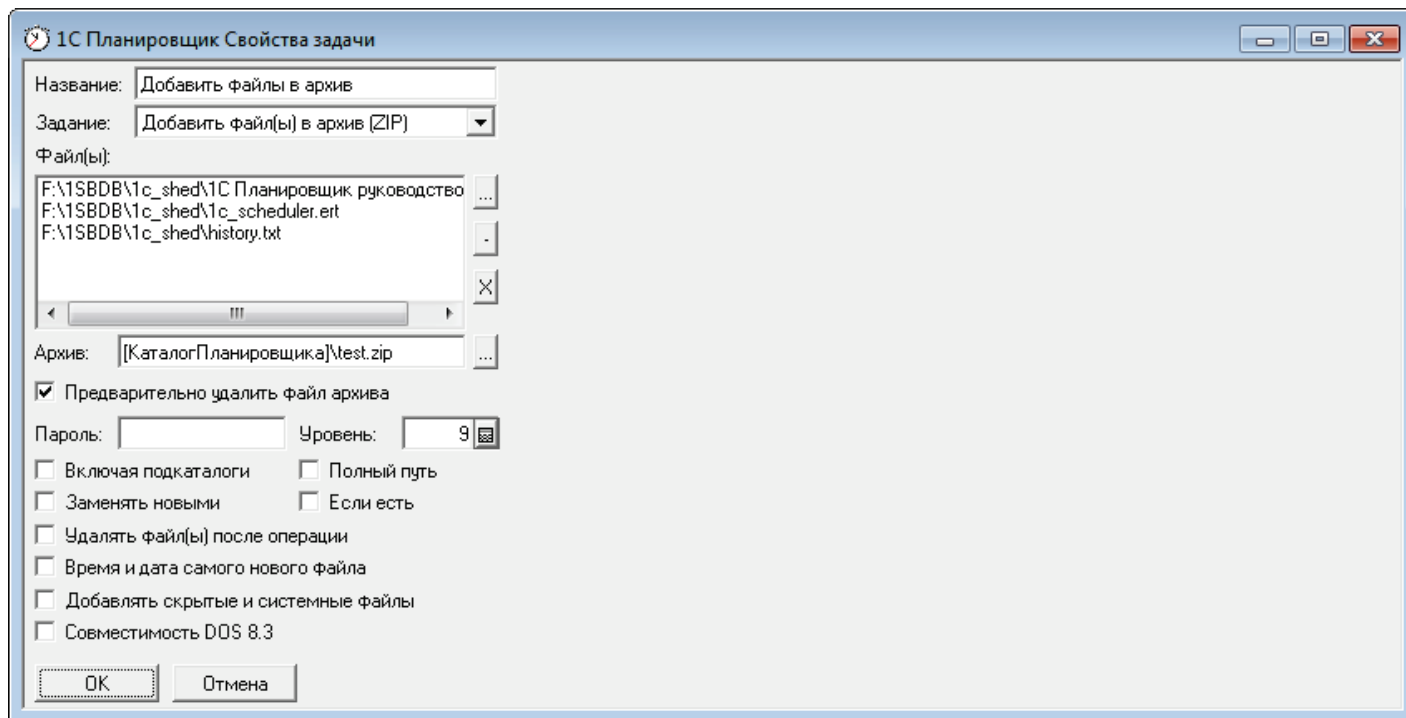 1С Планировщик Свойства задачи
Название: Добавить файлы в архив
Задание: Добавить файл(ы) в архив (ZIP)
Файл(ы):
F:\1SBDB\1c_shed\1С Планировщик руководство
...
F:\1SBDB\1c_shed\1c_scheduler.ert
F:\1SBDB\1c_shed\history.txt
-
X
Архив: [КаталогПланировщика]\test.zip ...
Предварительно удалить файл архива
Пароль: Уровень: 9
Включая подкаталоги Полный путь
Заменять новыми Если есть
Удалять файл(ы) после операции
Время и дата самого нового файла
Добавлять скрытые и системные файлы
Совместимость DOS 8.3
OK Отмена